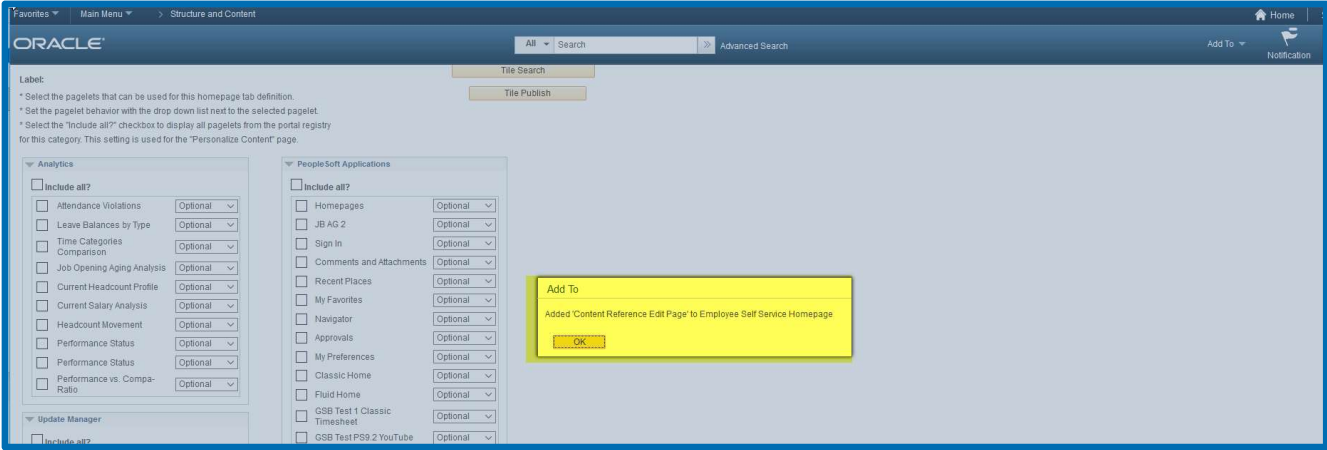 Favorites Main Menu > Structure and Content
Home
ORACLE
All Search
Advanced Search
Add To
Notification
Tile Search
Tile Publish
Label:
* Select the pagelets that can be used for this homepage tab definition.
* Set the pagelet behavior with the drop down list next to the selected pagelet.
* Select the "Include all?" checkbox to display all pagelets from the portal registry
for this category. This setting is used for the "Personalize Content" page.
Analytics
Include all?
Attendance Violations Optional
Leave Balances by Type Optional
Time Categories
Comparison Optional
Job Opening Aging Analysis Optional
Current Headcount Profile Optional
Current Salary Analysis Optional
Headcount Movement Optional
Performance Status Optional
Performance Status Optional
Performance vs. Compa-
Ratio Optional
Update Manager
Include all?
PeopleSoft Applications
Include all?
Homepages Optional
JB AG 2 Optional
Sign In Optional
Comments and Attachments Optional
Recent Places Optional
My Favorites Optional
Navigator Optional
Approvals Optional
My Preferences Optional
Classic Home Optional
Fluid Home Optional
GSB Test 1 Classic
Timesheet Optional
GSB Test PS9.2 YouTube Optional
Add To
Added 'Content Reference Edit Page' to Employee Self Service Homepage
OK